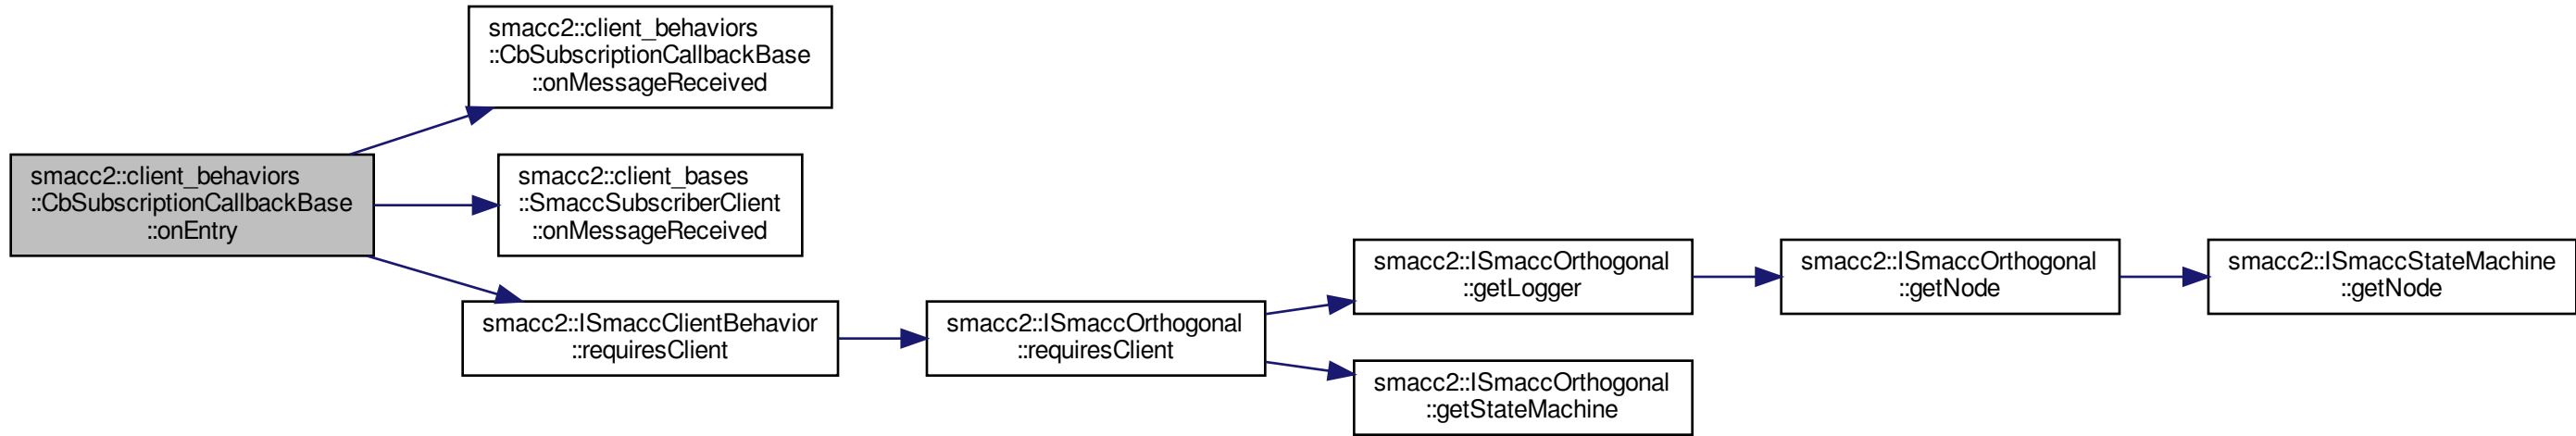 smacc2::client_behaviors
::CbSubscriptionCallbackBase
::onEntry
smacc2::client_behaviors
::CbSubscriptionCallbackBase
::onMessageReceived
smacc2::client_bases
::SmaccSubscriberClient
::onMessageReceived
smacc2::ISmaccClientBehavior
::requiresClient
smacc2::ISmaccOrthogonal
::requiresClient
smacc2::ISmaccOrthogonal
::getLogger
smacc2::ISmaccOrthogonal
::getNode
smacc2::ISmaccStateMachine
::getNode
smacc2::ISmaccOrthogonal
::getStateMachine